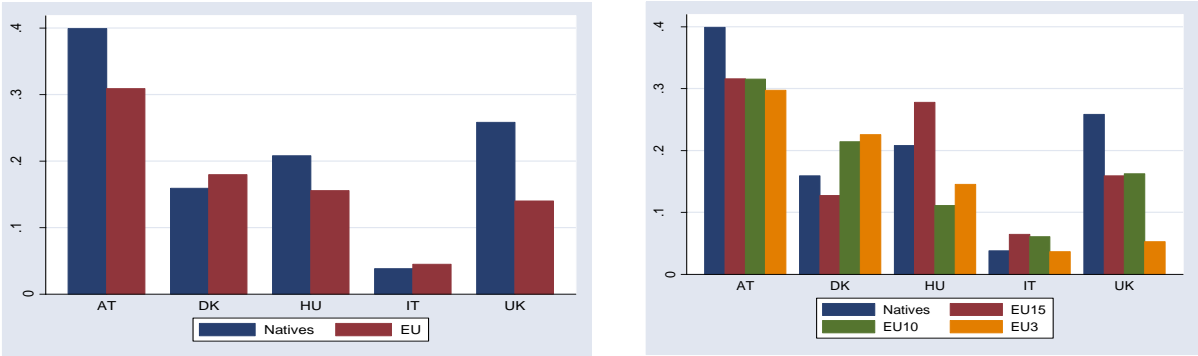 .4
.3
.2
.1
0
AT DK HU IT UK
Natives EU
.4
.3
.2
.1
0
AT DK HU IT UK
Natives EU15
EU10 EU3